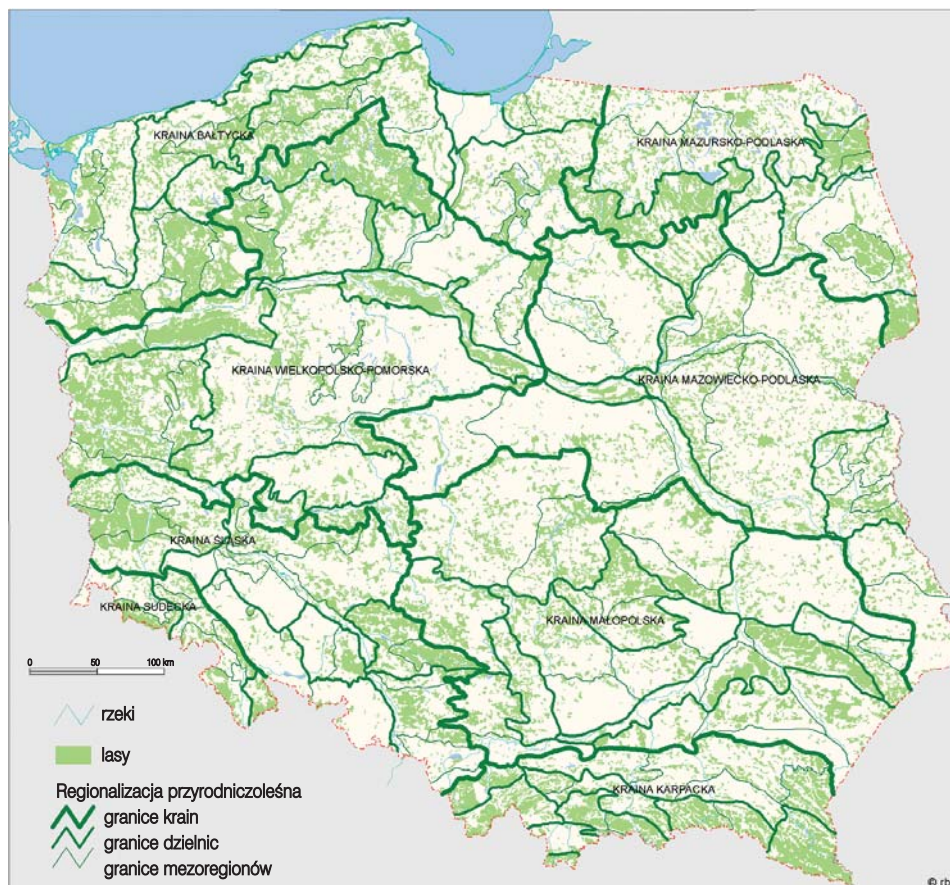 KRAINA BAŁTYCKA
KRAINA MAZURSKO-PODLASKA
KRAINA WIELKOPOLSKO-POMORSKA
KRAINA MAZOWIECKO-PODLASKA
KRAINA ŚLĄSKA
KRAINA SUDECKA
KRAINA MAŁOPOLSKA
KRAINA KARPACKA
0 50 100 km
rzeki
lasy
Regionalizacja przyrodniczoleśna
granice krain
granice dzielnic
granice mezoregionów